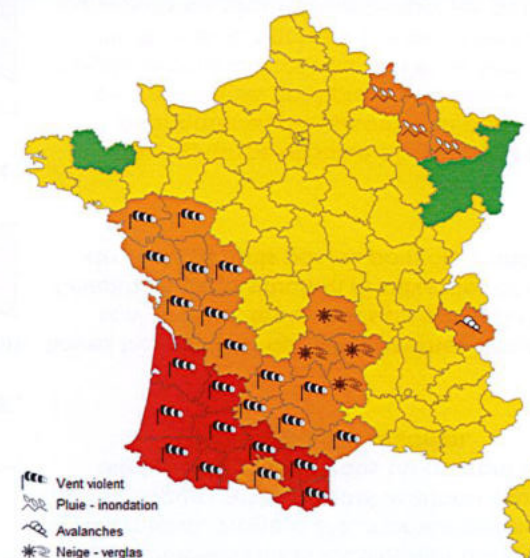 Vent violent
Pluie - inondation
Avalanches
Neige - verglas